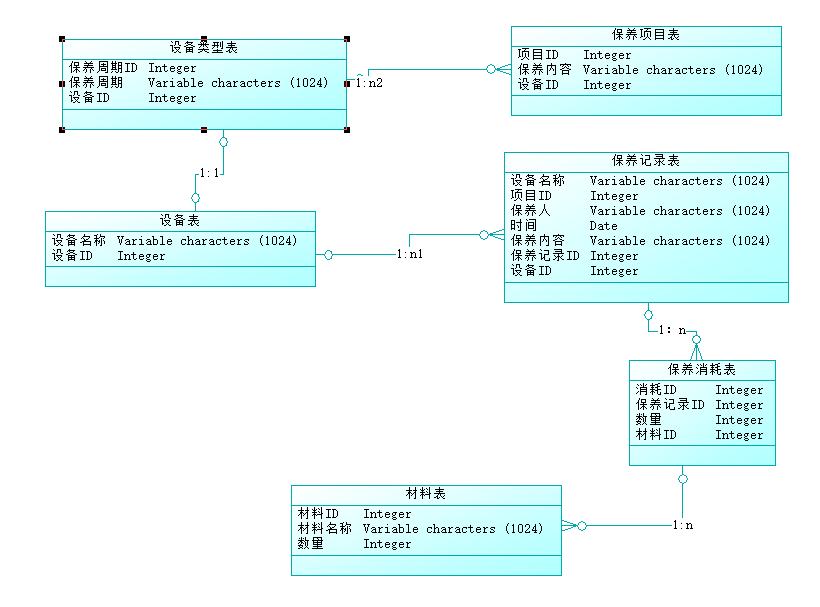 设备类型表
保养周期ID Integer
保养周期 Variable characters (1024)
设备ID Integer
1:n2
保养项目表
项目ID Integer
保养内容 Variable characters (1024)
设备ID Integer
1:1
设备表
设备名称 Variable characters (1024)
设备ID Integer
1:n1
保养记录表
设备名称 Variable characters (1024)
项目ID Integer
保养人 Variable characters (1024)
时间 Date
保养内容 Variable characters (1024)
保养记录ID Integer
设备ID Integer
1: n
保养消耗表
消耗ID Integer
保养记录ID Integer
数量 Integer
材料ID Integer
材料表
材料ID Integer
材料名称 Variable characters (1024)
数量 Integer
1:n